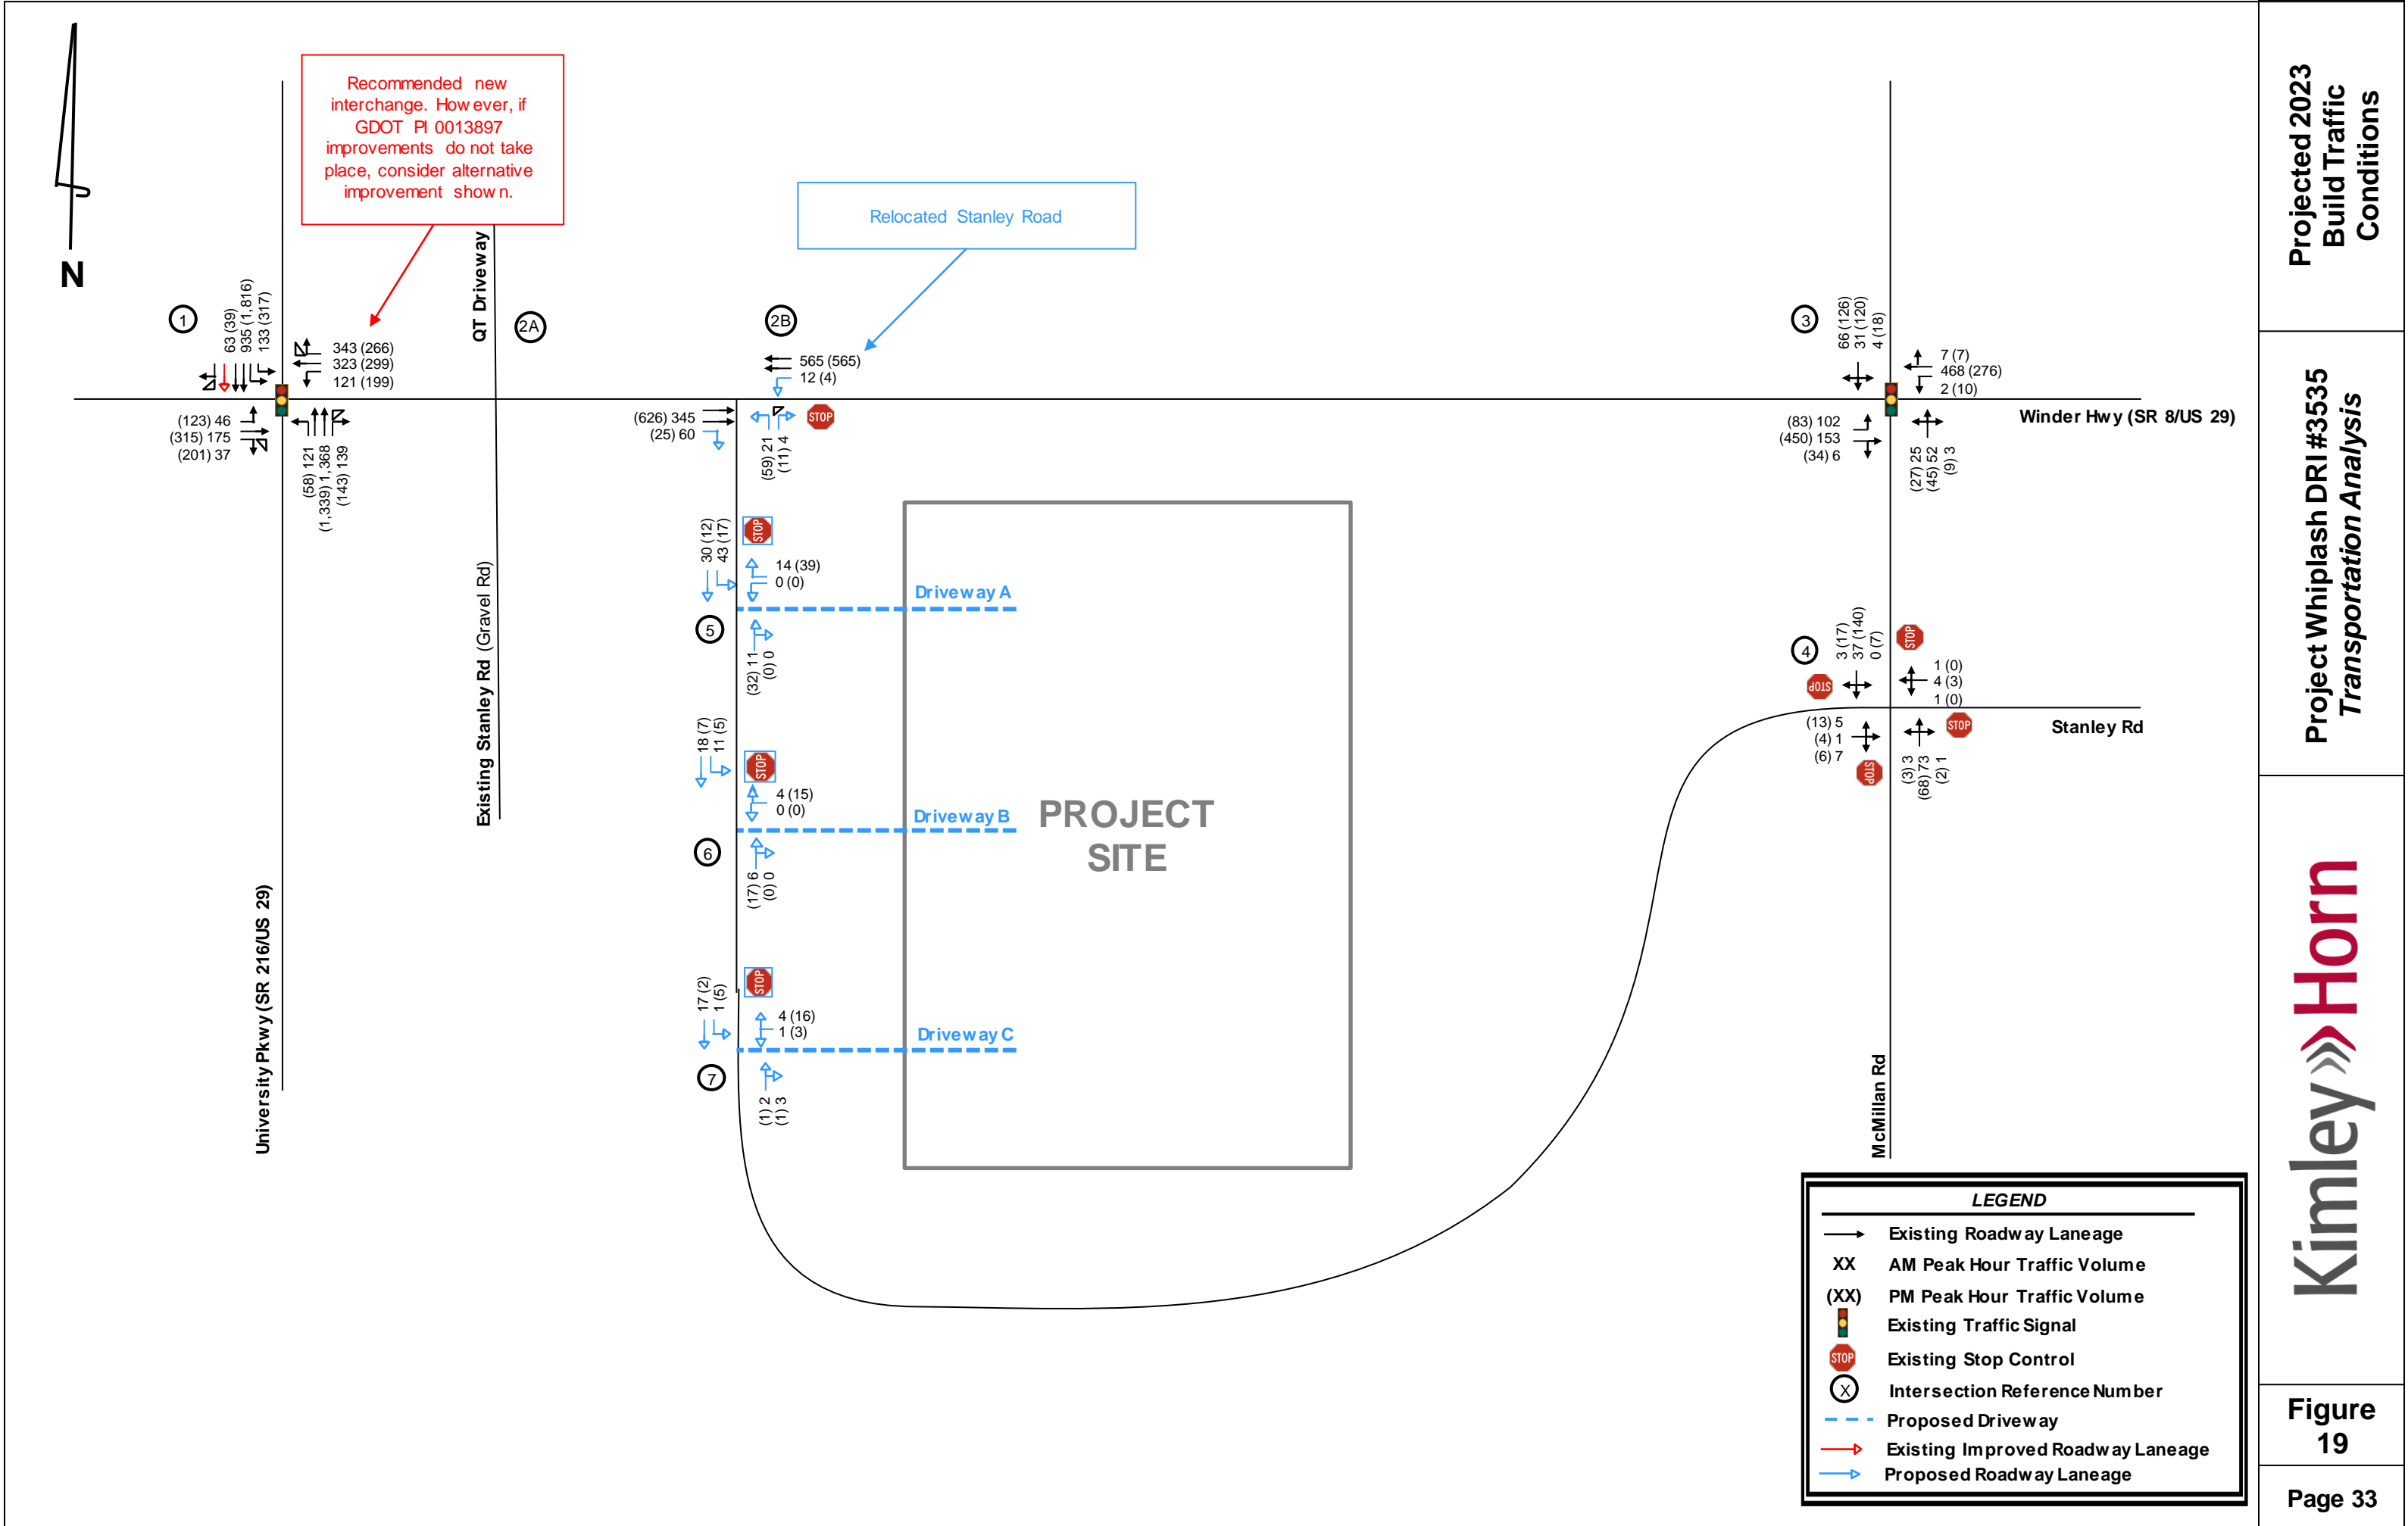 Recommended new
interchange. However, if
GDOT PI 0013897
improvements do not take
place, consider alternative
improvement shown.
Relocated Stanley Road
N
QT Driveway
1
2A
2B
3
63 (39)
935 (1,816)
133 (317)
343 (266)
323 (299)
121 (199)
(123) 46
(315) 175
(201) 37
(58) 121
(1,339) 1,368
(143) 139
565 (565)
12 (4)
(626) 345
(25) 60
STOP
(59) 21
(11) 4
66 (126)
31 (120)
4 (18)
7 (7)
468 (276)
2 (10)
Winder Hwy (SR 8/US 29)
(83) 102
(450) 153
(34) 6
(27) 25
(45) 52
(9) 3
30 (12)
43 (17)
STOP
14 (39)
0 (0)
Driveway A
5
(32) 11
(0) 0
Existing Stanley Rd (Gravel Rd)
18 (7)
11 (5)
STOP
4 (15)
0 (0)
Driveway B
6
(17) 6
(0) 0
PROJECT
SITE
4
3 (17)
37 (140)
0 (7)
STOP
STOP
1 (0)
4 (3)
1 (0)
(13) 5
(4) 1
(6) 7
STOP
STOP
(3) 3
(68) 73
(2) 1
Stanley Rd
University Pkwy (SR 216/US 29)
17 (2)
1 (5)
STOP
4 (16)
1 (3)
Driveway C
7
(1) 2
(1) 3
McMillan Rd
LEGEND
Existing Roadway Laneage
XX AM Peak Hour Traffic Volume
(XX) PM Peak Hour Traffic Volume
Existing Traffic Signal
STOP Existing Stop Control
X Intersection Reference Number
Proposed Driveway
Existing Improved Roadway Laneage
Proposed Roadway Laneage
Projected 2023
Build Traffic
Conditions
Project Whiplash DRI #3535
Transportation Analysis
Kimley»Horn
Figure
19
Page 33